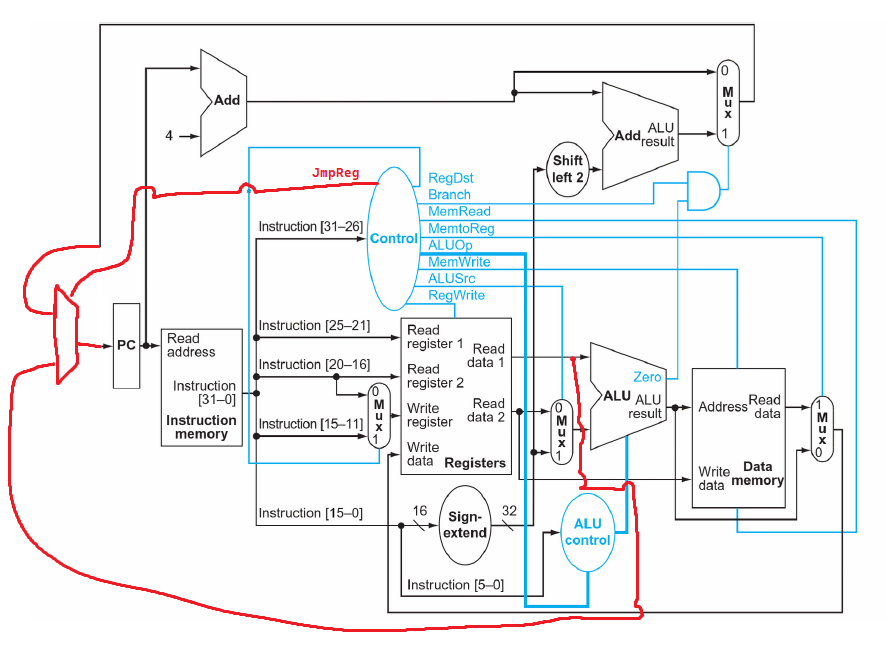 Add
4
0
M
u
x
1
Add
ALU
result
Shift
left 2
JmpReg
RegDst
Branch
MemRead
MemtoReg
ALUOp
MemWrite
ALUSrc
RegWrite
Control
Instruction [31–26]
PC
Read
address
Instruction
[31–0]
Instruction
memory
Instruction [25–21]
Instruction [20–16]
Instruction [15–11]
0
M
u
x
1
Read
register 1
Read
register 2
Write
register
Write
data
Read
data 1
Read
data 2
Registers
0
M
u
x
1
Zero
ALU
ALU
result
Address
Read
data
Write
data
Data
memory
1
M
u
x
0
Instruction [15–0]
16
Sign-
extend
32
ALU
control
Instruction [5–0]